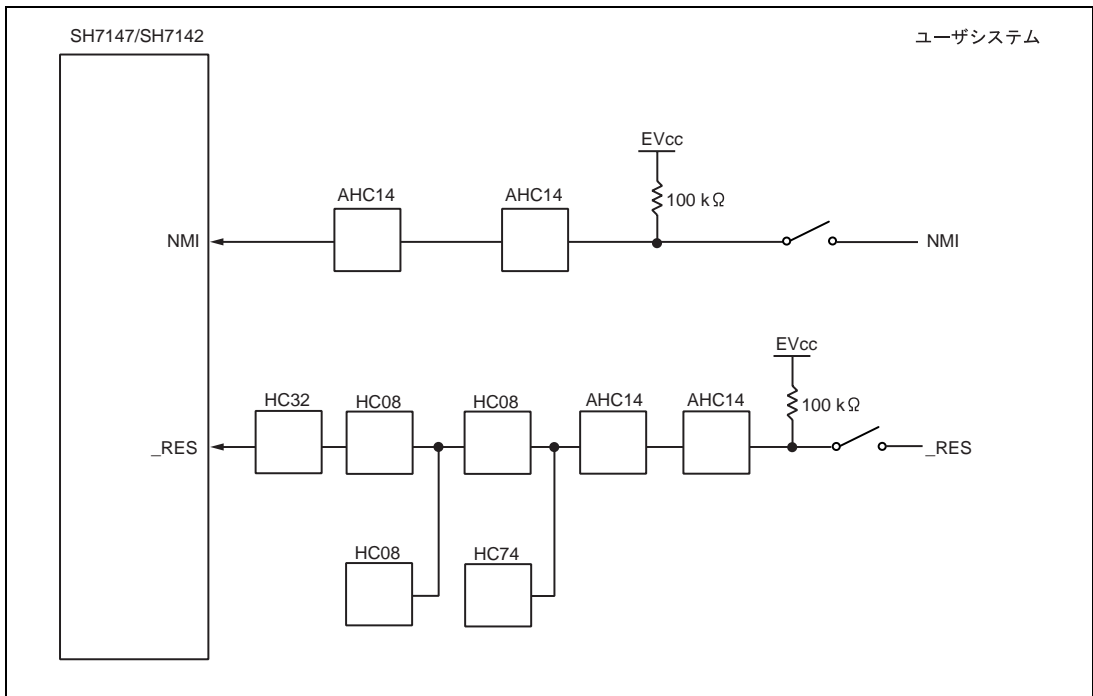 SH7147/SH7142
ユーザシステム
EVcc
100 kΩ
AHC14
AHC14
NMI
NMI
EVcc
100 kΩ
HC32
HC08
HC08
AHC14
AHC14
_RES
_RES
HC08
HC74